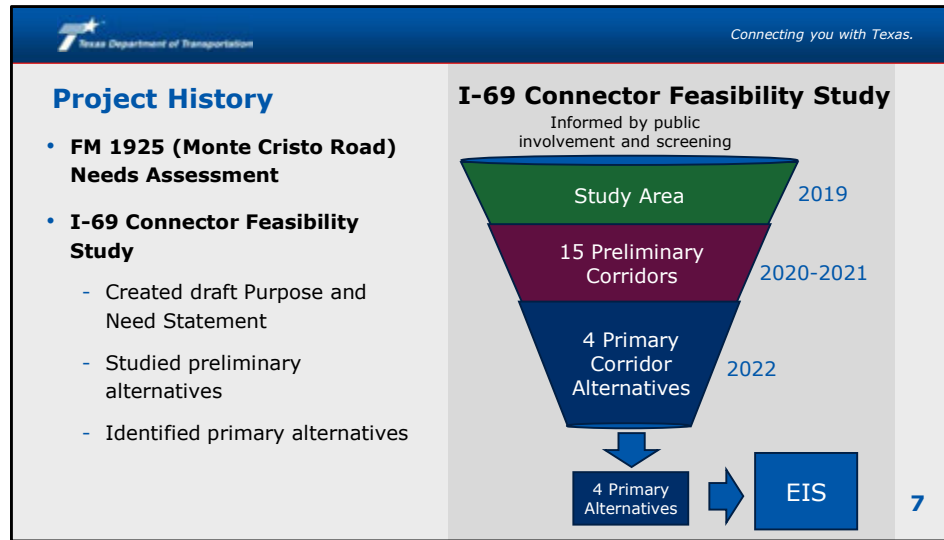 Texas Department of Transportation
Connecting you with Texas.
Project History
• FM 1925 (Monte Cristo Road)
Needs Assessment
• I-69 Connector Feasibility
Study
- Created draft Purpose and
Need Statement
- Studied preliminary
alternatives
- Identified primary alternatives
I-69 Connector Feasibility Study
Informed by public
involvement and screening
Study Area
2019
15 Preliminary
Corridors
2020-2021
4 Primary
Corridor
Alternatives
2022
4 Primary
Alternatives
EIS
7